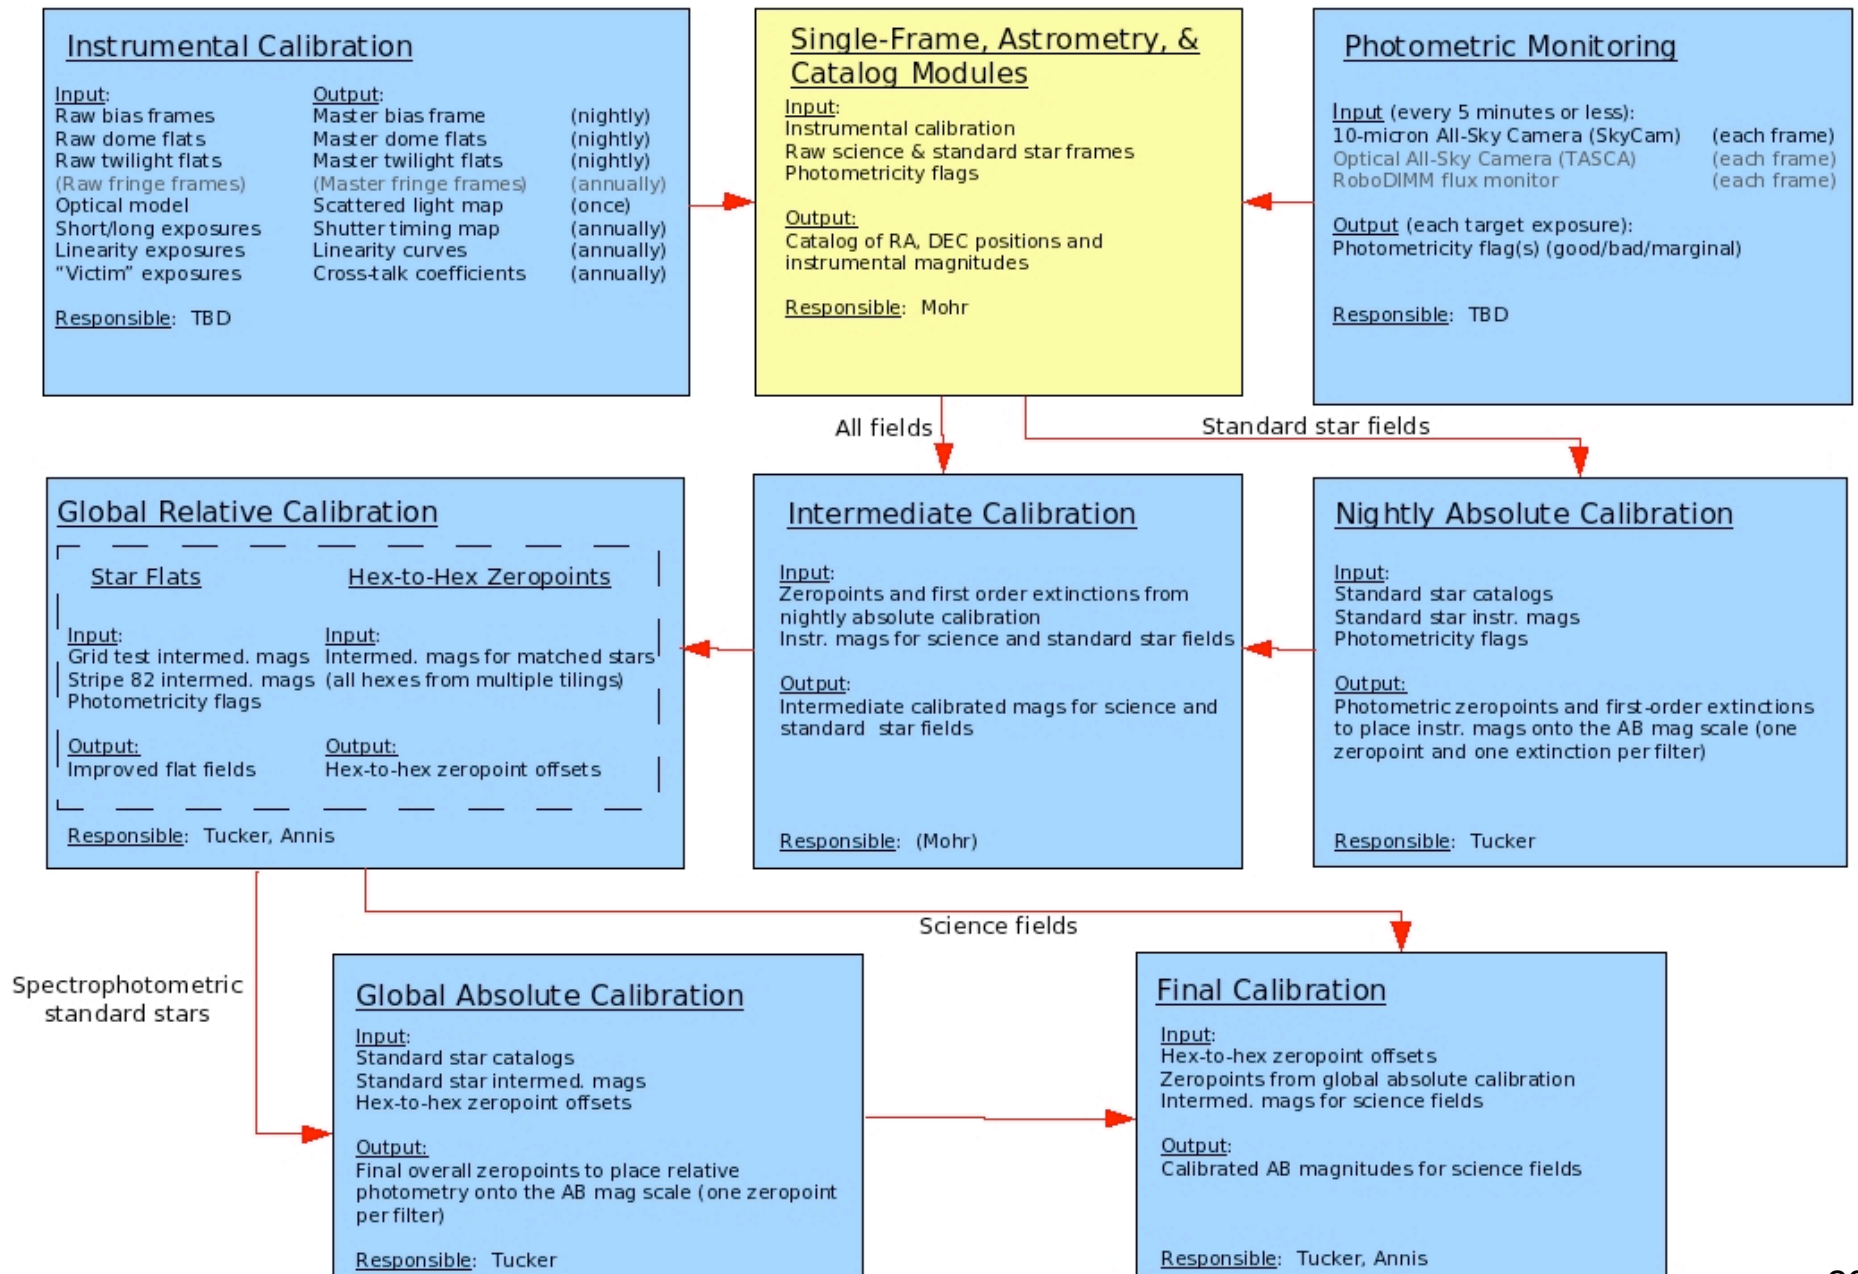 Instrumental Calibration
Input: Output:
Raw bias frames Master bias frame (nightly)
Raw dome flats Master dome flats (nightly)
Raw twilight flats Master twilight flats (nightly)
(Raw fringe frames) (Master fringe frames) (annually)
Optical model Scattered light map (once)
Short/long exposures Shutter timing map (annually)
Linearity exposures Linearity curves (annually)
"Victim" exposures Cross-talk coefficients (annually)
Responsible: TBD
Single-Frame, Astrometry, &
Catalog Modules
Input:
Instrumental calibration
Raw science & standard star frames
Photometricity flags
Output:
Catalog of RA, DEC positions and
instrumental magnitudes
Responsible: Mohr
Photometric Monitoring
Input (every 5 minutes or less):
10-micron All-Sky Camera (SkyCam) (each frame)
Optical All-Sky Camera (TASCA) (each frame)
RoboDIMM flux monitor (each frame)
Output (each target exposure):
Photometricity flag(s) (good/bad/marginal)
Responsible: TBD
All fields
Standard star fields
Global Relative Calibration
Star Flats Hex-to-Hex Zeropoints
Input: Input:
Grid test intermed. mags Intermed. mags for matched stars
Stripe 82 intermed. mags (all hexes from multiple tilings)
Photometricity flags
Output: Output:
Improved flat fields Hex-to-hex zeropoint offsets
Responsible: Tucker, Annis
Intermediate Calibration
Input:
Zeropoints and first order extinctions from
nightly absolute calibration
Instr. mags for science and standard star fields
Output:
Intermediate calibrated mags for science and
standard star fields
Responsible: (Mohr)
Nightly Absolute Calibration
Input:
Standard star catalogs
Standard star instr. mags
Photometricity flags
Output:
Photometric zeropoints and first-order extinctions
to place instr. mags onto the AB mag scale (one
zeropoint and one extinction per filter)
Responsible: Tucker
Science fields
Spectrophotometric
standard stars
Global Absolute Calibration
Input:
Standard star catalogs
Standard star intermed. mags
Hex-to-hex zeropoint offsets
Output:
Final overall zeropoints to place relative
photometry onto the AB mag scale (one zeropoint
per filter)
Responsible: Tucker
Final Calibration
Input:
Hex-to-hex zeropoint offsets
Zeropoints from global absolute calibration
Intermed. mags for science fields
Output:
Calibrated AB magnitudes for science fields
Responsible: Tucker, Annis